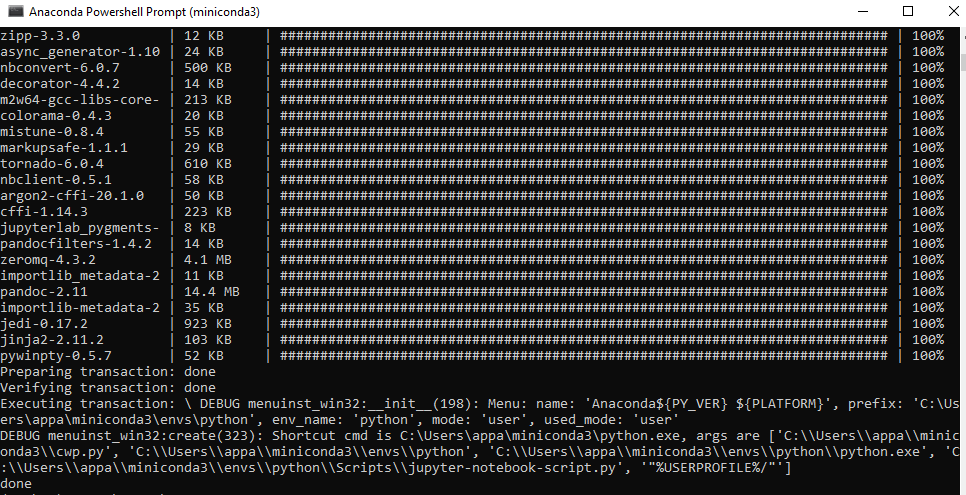 Anaconda Powershell Prompt (miniconda3)
zipp-3.3.0 | 12 KB | ############################################################################ | 100%
async_generator-1.10 | 24 KB | ############################################################################ | 100%
nbconvert-6.0.7 | 500 KB | ############################################################################ | 100%
decorator-4.4.2 | 14 KB | ############################################################################ | 100%
m2w64-gcc-libs-core- | 213 KB | ############################################################################ | 100%
colorama-0.4.3 | 20 KB | ############################################################################ | 100%
mistune-0.8.4 | 55 KB | ############################################################################ | 100%
markupsafe-1.1.1 | 29 KB | ############################################################################ | 100%
tornado-6.0.4 | 610 KB | ############################################################################ | 100%
nbclient-0.5.1 | 58 KB | ############################################################################ | 100%
argon2-cffi-20.1.0 | 50 KB | ############################################################################ | 100%
cffi-1.14.3 | 223 KB | ############################################################################ | 100%
jupyterlab_pygments- | 8 KB | ############################################################################ | 100%
pandocfilters-1.4.2 | 14 KB | ############################################################################ | 100%
zeromq-4.3.2 | 4.1 MB | ############################################################################ | 100%
importlib_metadata-2 | 11 KB | ############################################################################ | 100%
pandoc-2.11 | 14.4 MB | ############################################################################ | 100%
importlib-metadata-2 | 35 KB | ############################################################################ | 100%
jedi-0.17.2 | 923 KB | ############################################################################ | 100%
jinja2-2.11.2 | 103 KB | ############################################################################ | 100%
pywinpty-0.5.7 | 52 KB | ############################################################################ | 100%
Preparing transaction: done
Verifying transaction: done
Executing transaction: \ DEBUG menuinst_win32:__init__(198): Menu: name: 'Anaconda${PY_VER} ${PLATFORM}', prefix: 'C:\Us
ers\appa\miniconda3\envs\python', env_name: 'python', mode: 'user', used_mode: 'user'
DEBUG menuinst_win32:create(323): Shortcut cmd is C:\Users\appa\miniconda3\python.exe, args are ['C:\\Users\\appa\\minic
onda3\\cwp.py', 'C:\\Users\\appa\\miniconda3\\envs\\python', 'C:\\Users\\appa\\miniconda3\\envs\\python\\python.exe', 'C
:\\Users\\appa\\miniconda3\\envs\\python\\Scripts\\jupyter-notebook-script.py', '"%USERPROFILE%/"']
done